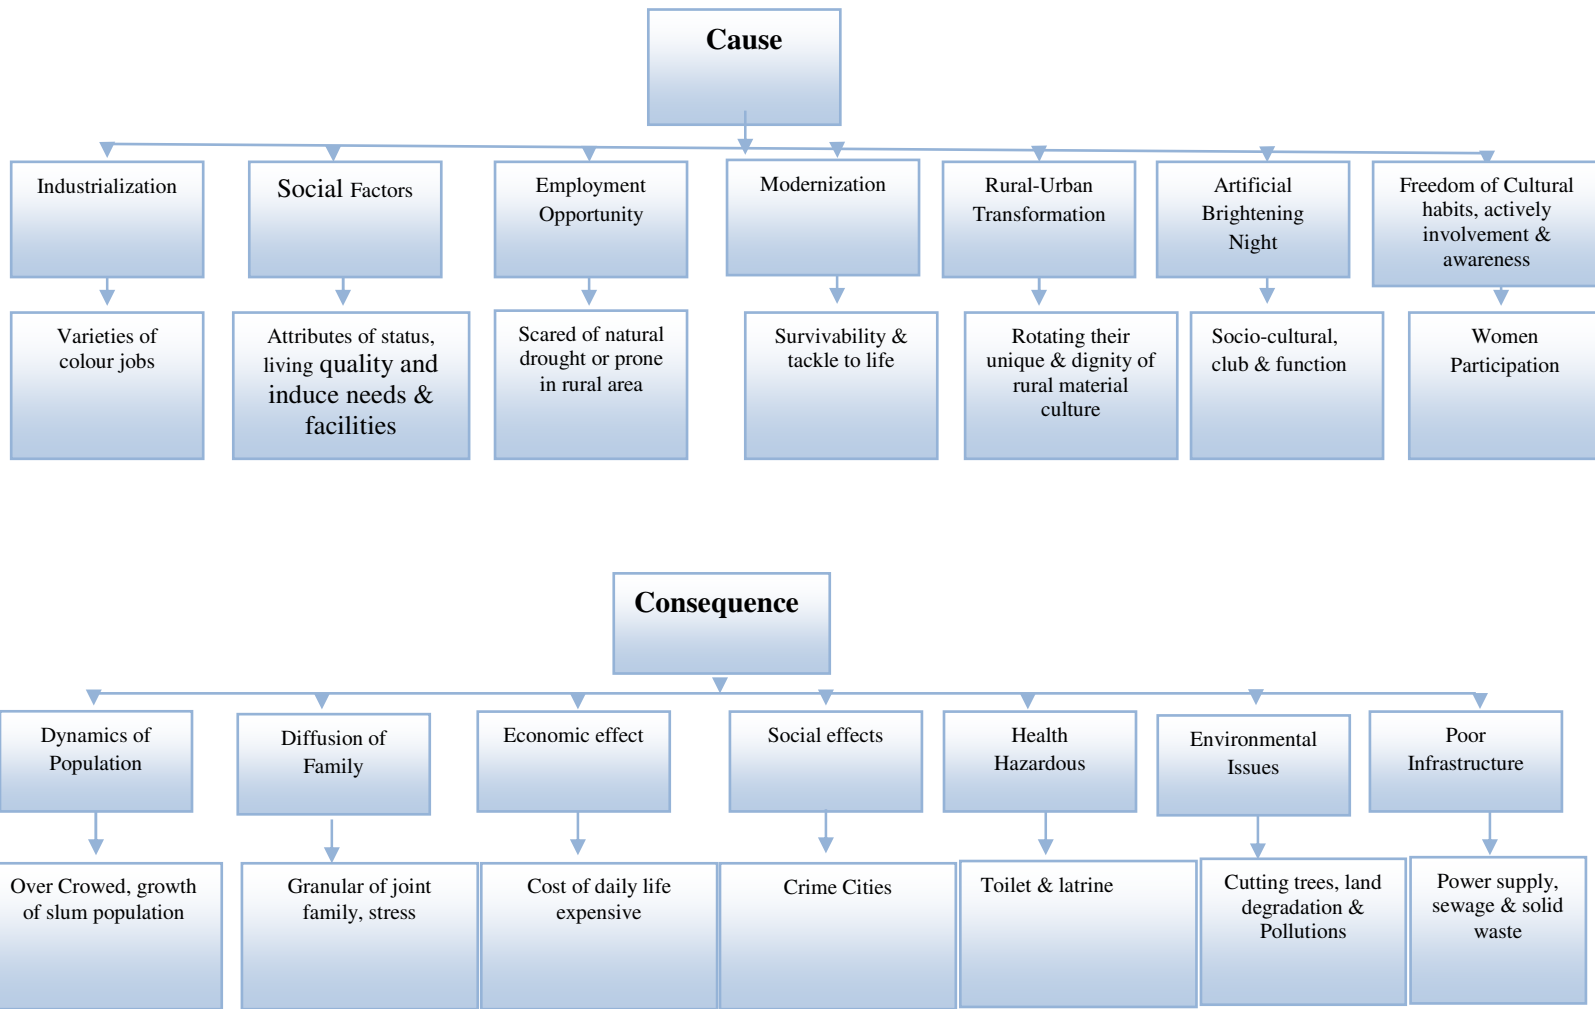 Cause
Industrialization
Social Factors
Employment
Opportunity
Modernization
Rural-Urban
Transformation
Artificial
Brightening
Night
Freedom of Cultural
habits, actively
involvement &
awareness
Varieties of
colour jobs
Attributes of status,
living quality and
induce needs &
facilities
Scared of natural
drought or prone
in rural area
Survivability &
tackle to life
Rotating their
unique & dignity of
rural material
culture
Socio-cultural,
club & function
Women
Participation
Consequence
Dynamics of
Population
Diffusion of
Family
Economic effect
Social effects
Health
Hazardous
Environmental
Issues
Poor
Infrastructure
Over Crowed, growth
of slum population
Granular of joint
family, stress
Cost of daily life
expensive
Crime Cities
Toilet & latrine
Cutting trees, land
degradation &
Pollutions
Power supply,
sewage & solid
waste